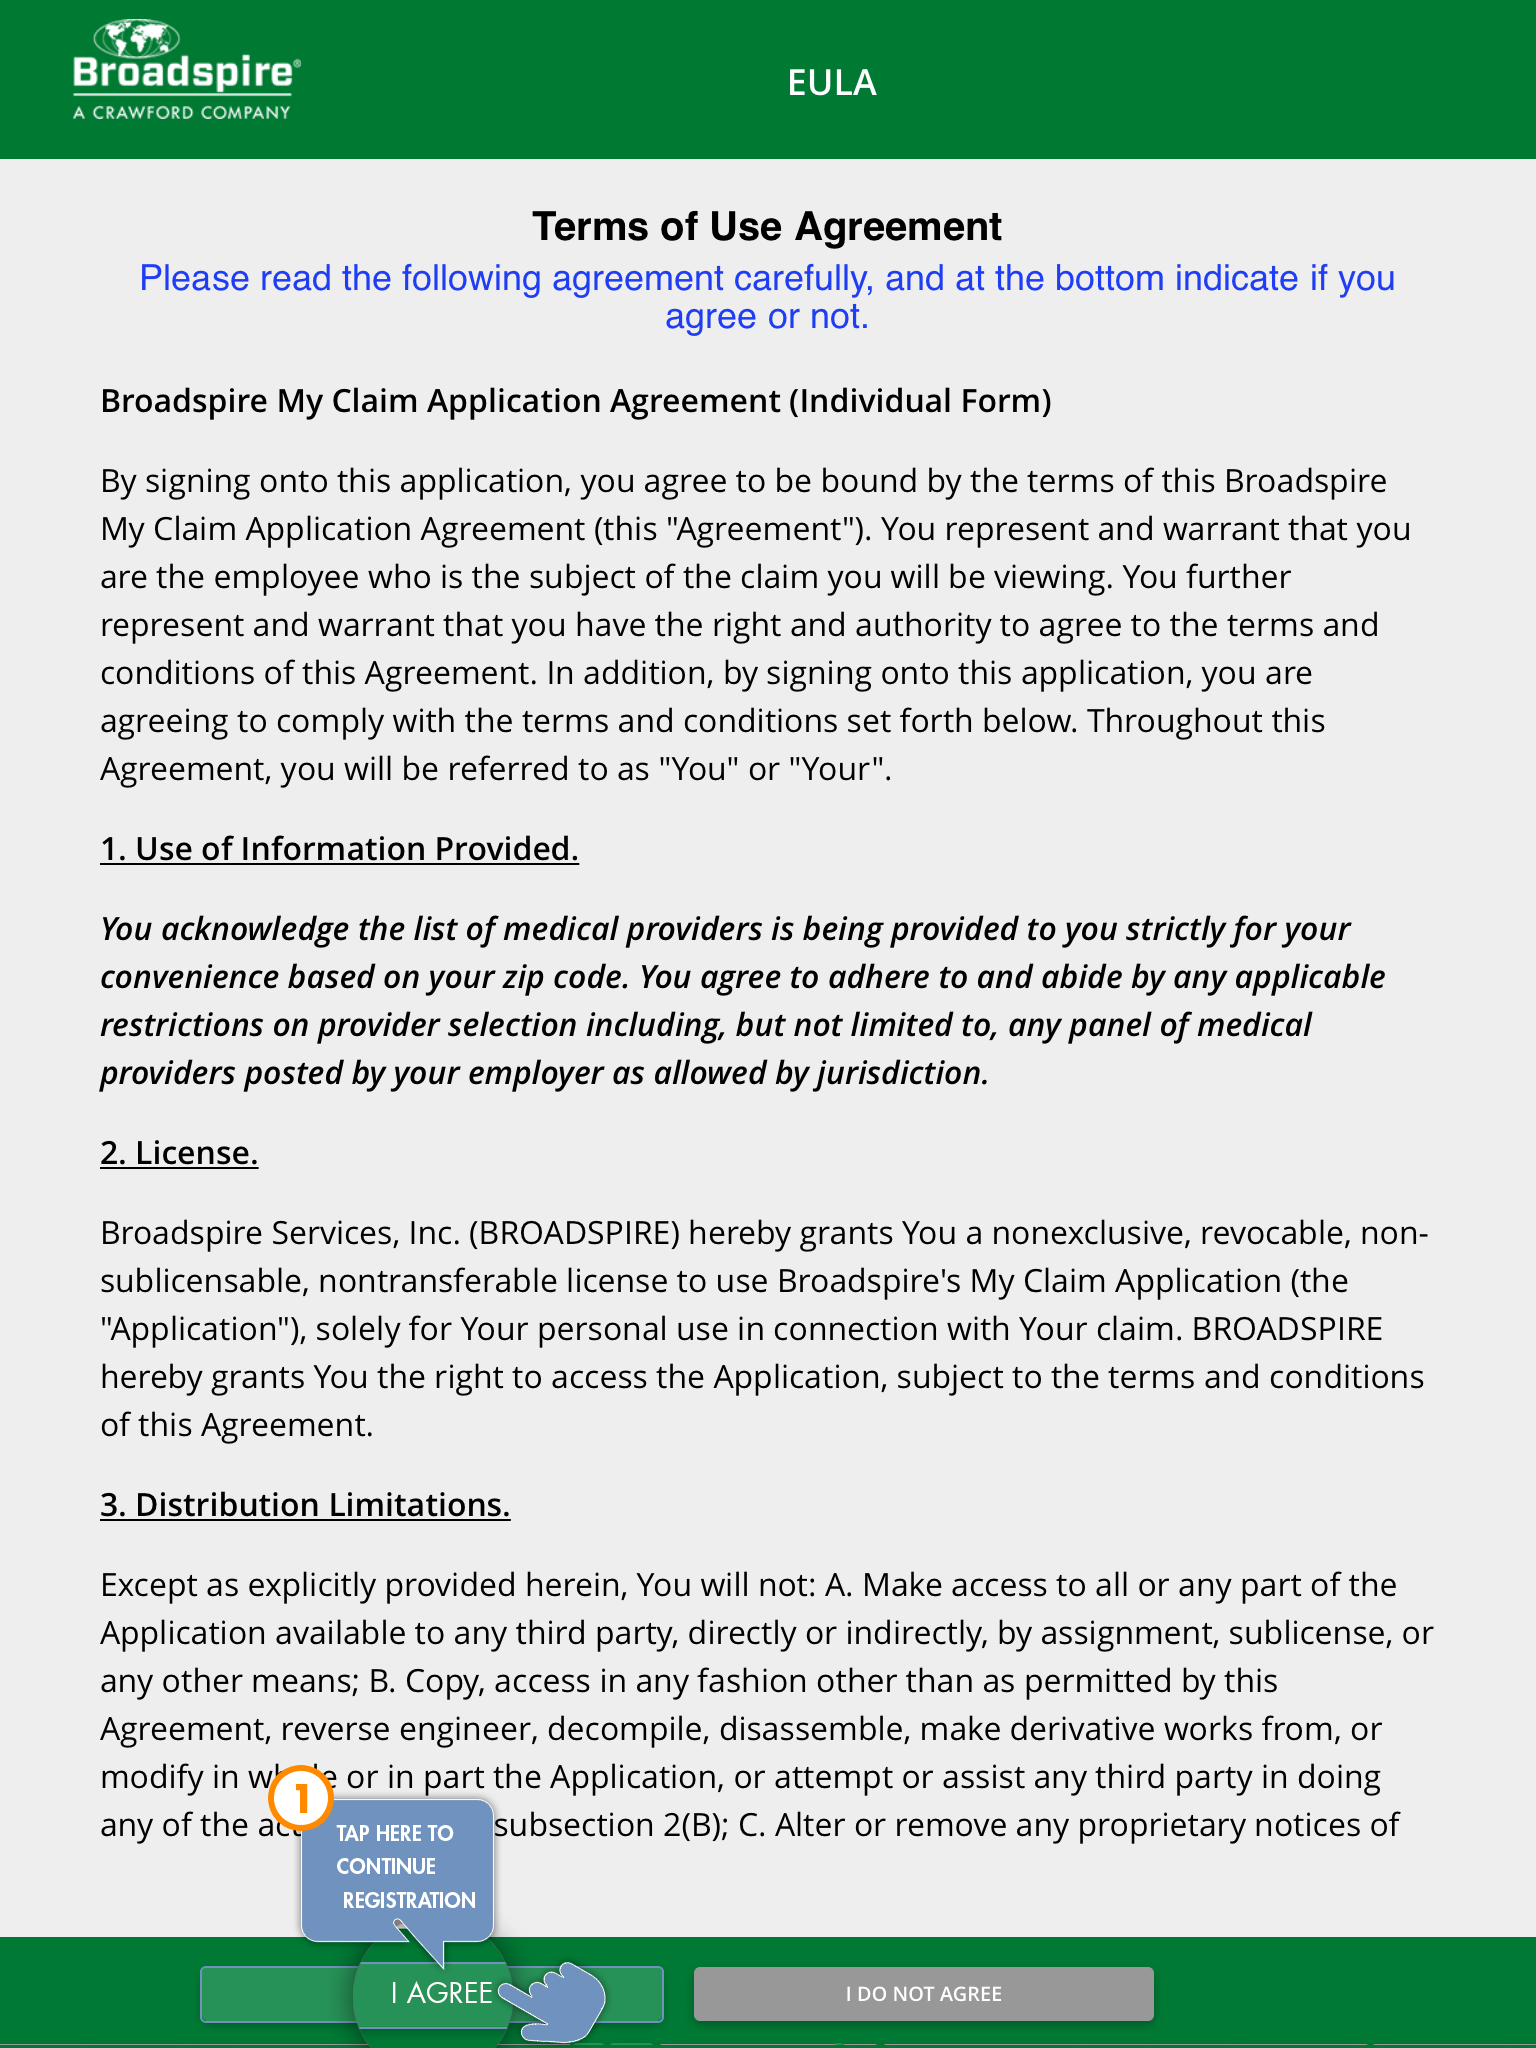 Broadspire®
A CRAWFORD COMPANY
EULA
Terms of Use Agreement
Please read the following agreement carefully, and at the bottom indicate if you
agree or not.
Broadspire My Claim Application Agreement (Individual Form)
By signing onto this application, you agree to be bound by the terms of this Broadspire
My Claim Application Agreement (this "Agreement"). You represent and warrant that you
are the employee who is the subject of the claim you will be viewing. You further
represent and warrant that you have the right and authority to agree to the terms and
conditions of this Agreement. In addition, by signing onto this application, you are
agreeing to comply with the terms and conditions set forth below. Throughout this
Agreement, you will be referred to as "You" or "Your".
1. Use of Information Provided.
You acknowledge the list of medical providers is being provided to you strictly for your
convenience based on your zip code. You agree to adhere to and abide by any applicable
restrictions on provider selection including, but not limited to, any panel of medical
providers posted by your employer as allowed by jurisdiction.
2. License.
Broadspire Services, Inc. (BROADSPIRE) hereby grants You a nonexclusive, revocable, non-
sublicensable, nontransferable license to use Broadspire's My Claim Application (the
"Application"), solely for Your personal use in connection with Your claim. BROADSPIRE
hereby grants You the right to access the Application, subject to the terms and conditions
of this Agreement.
3. Distribution Limitations.
Except as explicitly provided herein, You will not: A. Make access to all or any part of the
Application available to any third party, directly or indirectly, by assignment, sublicense, or
any other means; B. Copy, access in any fashion other than as permitted by this
Agreement, reverse engineer, decompile, disassemble, make derivative works from, or
modify in or in part the Application, or attempt or assist any third party in doing
any of the subsection 2(B); C. Alter or remove any proprietary notices of
1
TAP HERE TO
CONTINUE
REGISTRATION
I AGREE
I DO NOT AGREE